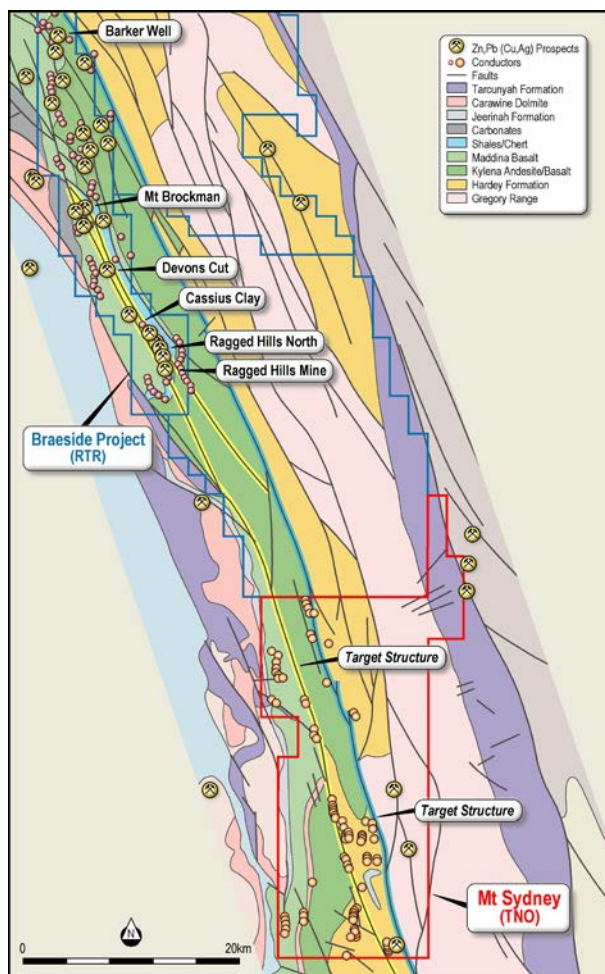 Barker Well
Zn,Pb (Cu,Ag) Prospects
Conductors
Faults
Tarcunyah Formation
Carawine Dolmite
Jeerinah Formation
Carbonates
Shales/Chert
Maddina Basalt
Kylena Andesite/Basalt
Hardey Formation
Gregory Range
Mt Brockman
Devons Cut
Cassius Clay
Ragged Hills North
Ragged Hills Mine
Braeside Project
(RTR)
Target Structure
Target Structure
Mt Sydney
(TNO)
N
0
20km